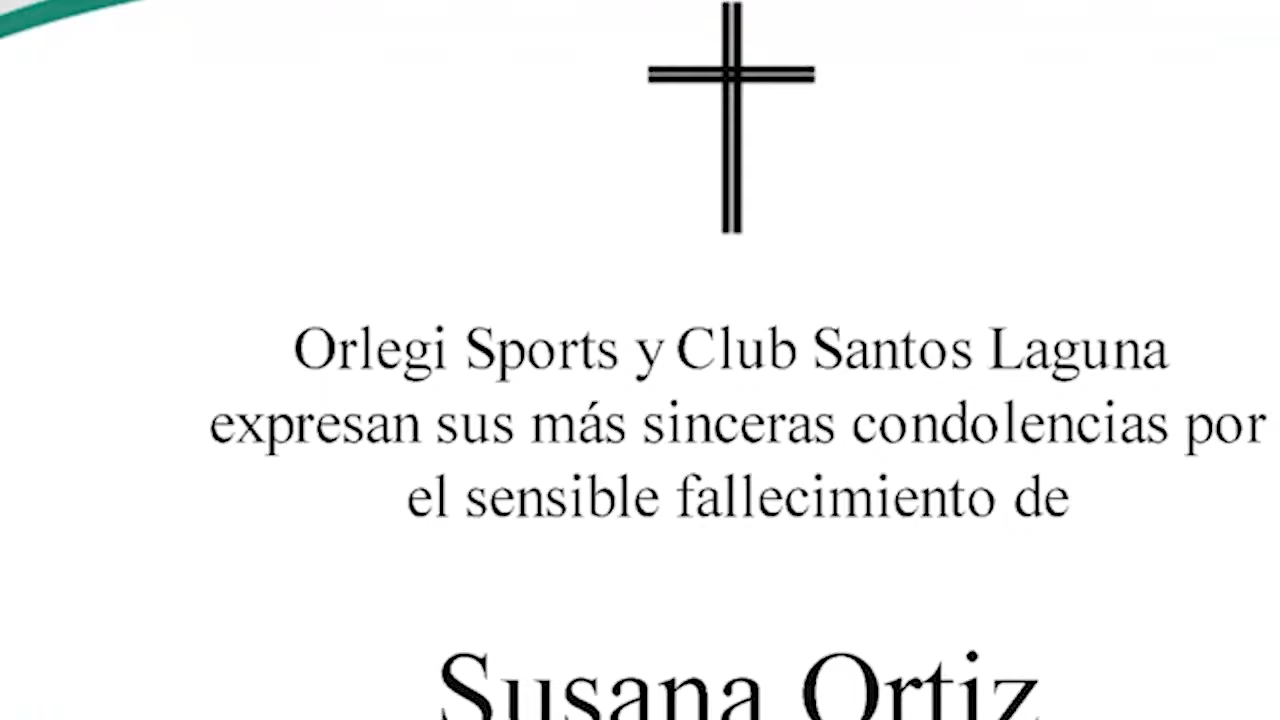 Orlegi Sports y Club Santos Laguna
expresan sus más sinceras condolencias por
el sensible fallecimiento de
Susana Ortiz